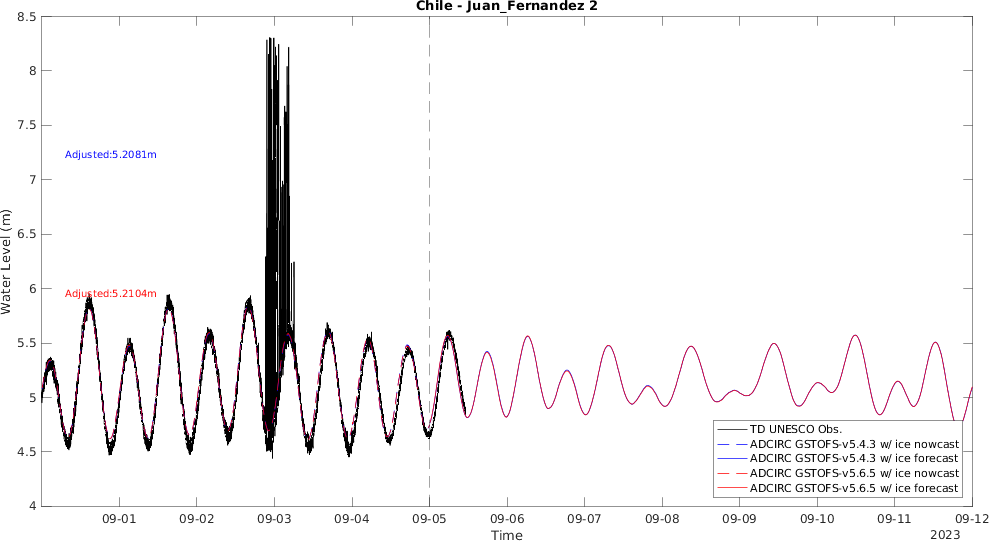 Chile - Juan_Fernandez 2
Water Level (m)
8.5
8
7.5
7
6.5
6
5.5
5
4.5
4
Adjusted:5.2081m
Adjusted:5.2104m
TD UNESCO Obs.
ADCIRC GSTOFS-v5.4.3 w/ ice nowcast
ADCIRC GSTOFS-v5.4.3 w/ ice forecast
ADCIRC GSTOFS-v5.6.5 w/ ice nowcast
ADCIRC GSTOFS-v5.6.5 w/ ice forecast
09-01 09-02 09-03 09-04 09-05 09-06 09-07 09-08 09-09 09-10 09-11 09-12
Time
2023